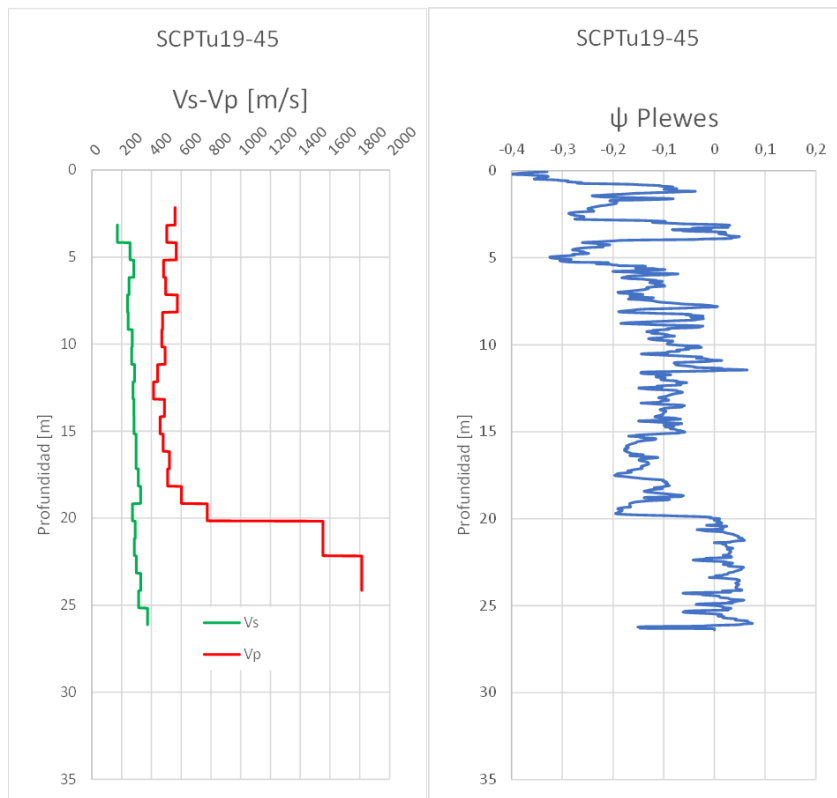 SCPTu19-45
Vs-Vp [m/s]
0 200 400 600 800 1000 1200 1400 1600 1800 2000
0
5
10
15
20
25
30
35
Profundidad [m]
Vs
Vp
SCPTu19-45
ψ Plewes
-0,4 -0,3 -0,2 -0,1 0 0,1 0,2
0
5
10
15
20
25
30
35
Profundidad [m]